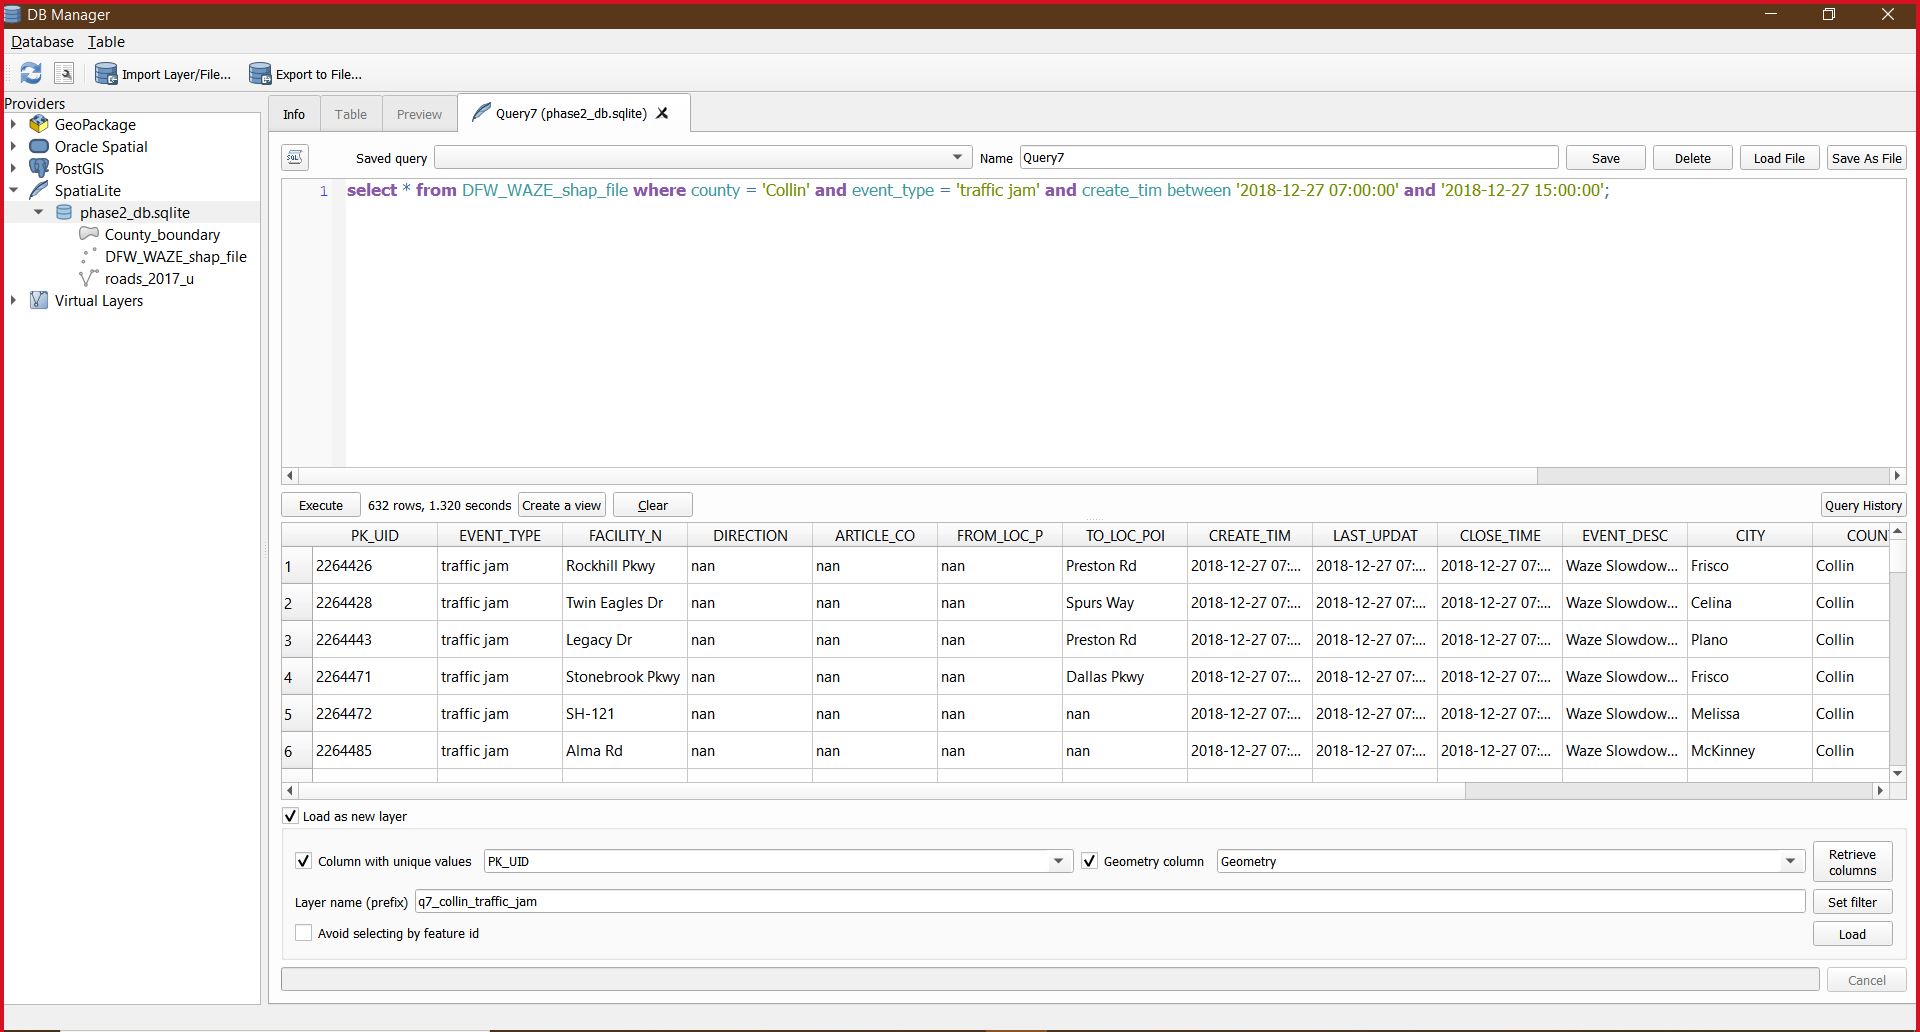 DB Manager
Database Table
Import Layer/File... Export to File...
Providers
GeoPackage
Oracle Spatial
PostGIS
SpatiaLite
phase2_db.sqlite
County_boundary
DFW_WAZE_shap_file
roads_2017_u
Virtual Layers
Info Table Preview Query7 (phase2_db.sqlite)
SQL Saved query Name Query7 Save Delete Load File Save As File
1 select * from DFW_WAZE_shap_file where county = 'Collin' and event_type = 'traffic jam' and create_tim between '2018-12-27 07:00:00' and '2018-12-27 15:00:00';
Execute 632 rows, 1.320 seconds Create a view Clear Query History
PK_UID EVENT_TYPE FACILITY_N DIRECTION ARTICLE_CO FROM_LOC_P TO_LOC_POI CREATE_TIM LAST_UPDAT CLOSE_TIME EVENT_DESC CITY COUN
1 2264426 traffic jam Rockhill Pkwy nan nan nan Preston Rd 2018-12-27 07:... 2018-12-27 07:... 2018-12-27 07:... Waze Slowdow... Frisco Collin
2 2264428 traffic jam Twin Eagles Dr nan nan nan Spurs Way 2018-12-27 07:... 2018-12-27 07:... 2018-12-27 07:... Waze Slowdow... Celina Collin
3 2264443 traffic jam Legacy Dr nan nan nan Preston Rd 2018-12-27 07:... 2018-12-27 07:... 2018-12-27 07:... Waze Slowdow... Plano Collin
4 2264471 traffic jam Stonebrook Pkwy nan nan nan Dallas Pkwy 2018-12-27 07:... 2018-12-27 07:... 2018-12-27 07:... Waze Slowdow... Frisco Collin
5 2264472 traffic jam SH-121 nan nan nan nan 2018-12-27 07:... 2018-12-27 07:... 2018-12-27 07:... Waze Slowdow... Melissa Collin
6 2264485 traffic jam Alma Rd nan nan nan nan 2018-12-27 07:... 2018-12-27 07:... 2018-12-27 07:... Waze Slowdow... McKinney Collin
Load as new layer
Column with unique values PK_UID Geometry column Geometry Retrieve columns
Layer name (prefix) q7_collin_traffic_jam Set filter
Avoid selecting by feature id Load
Cancel